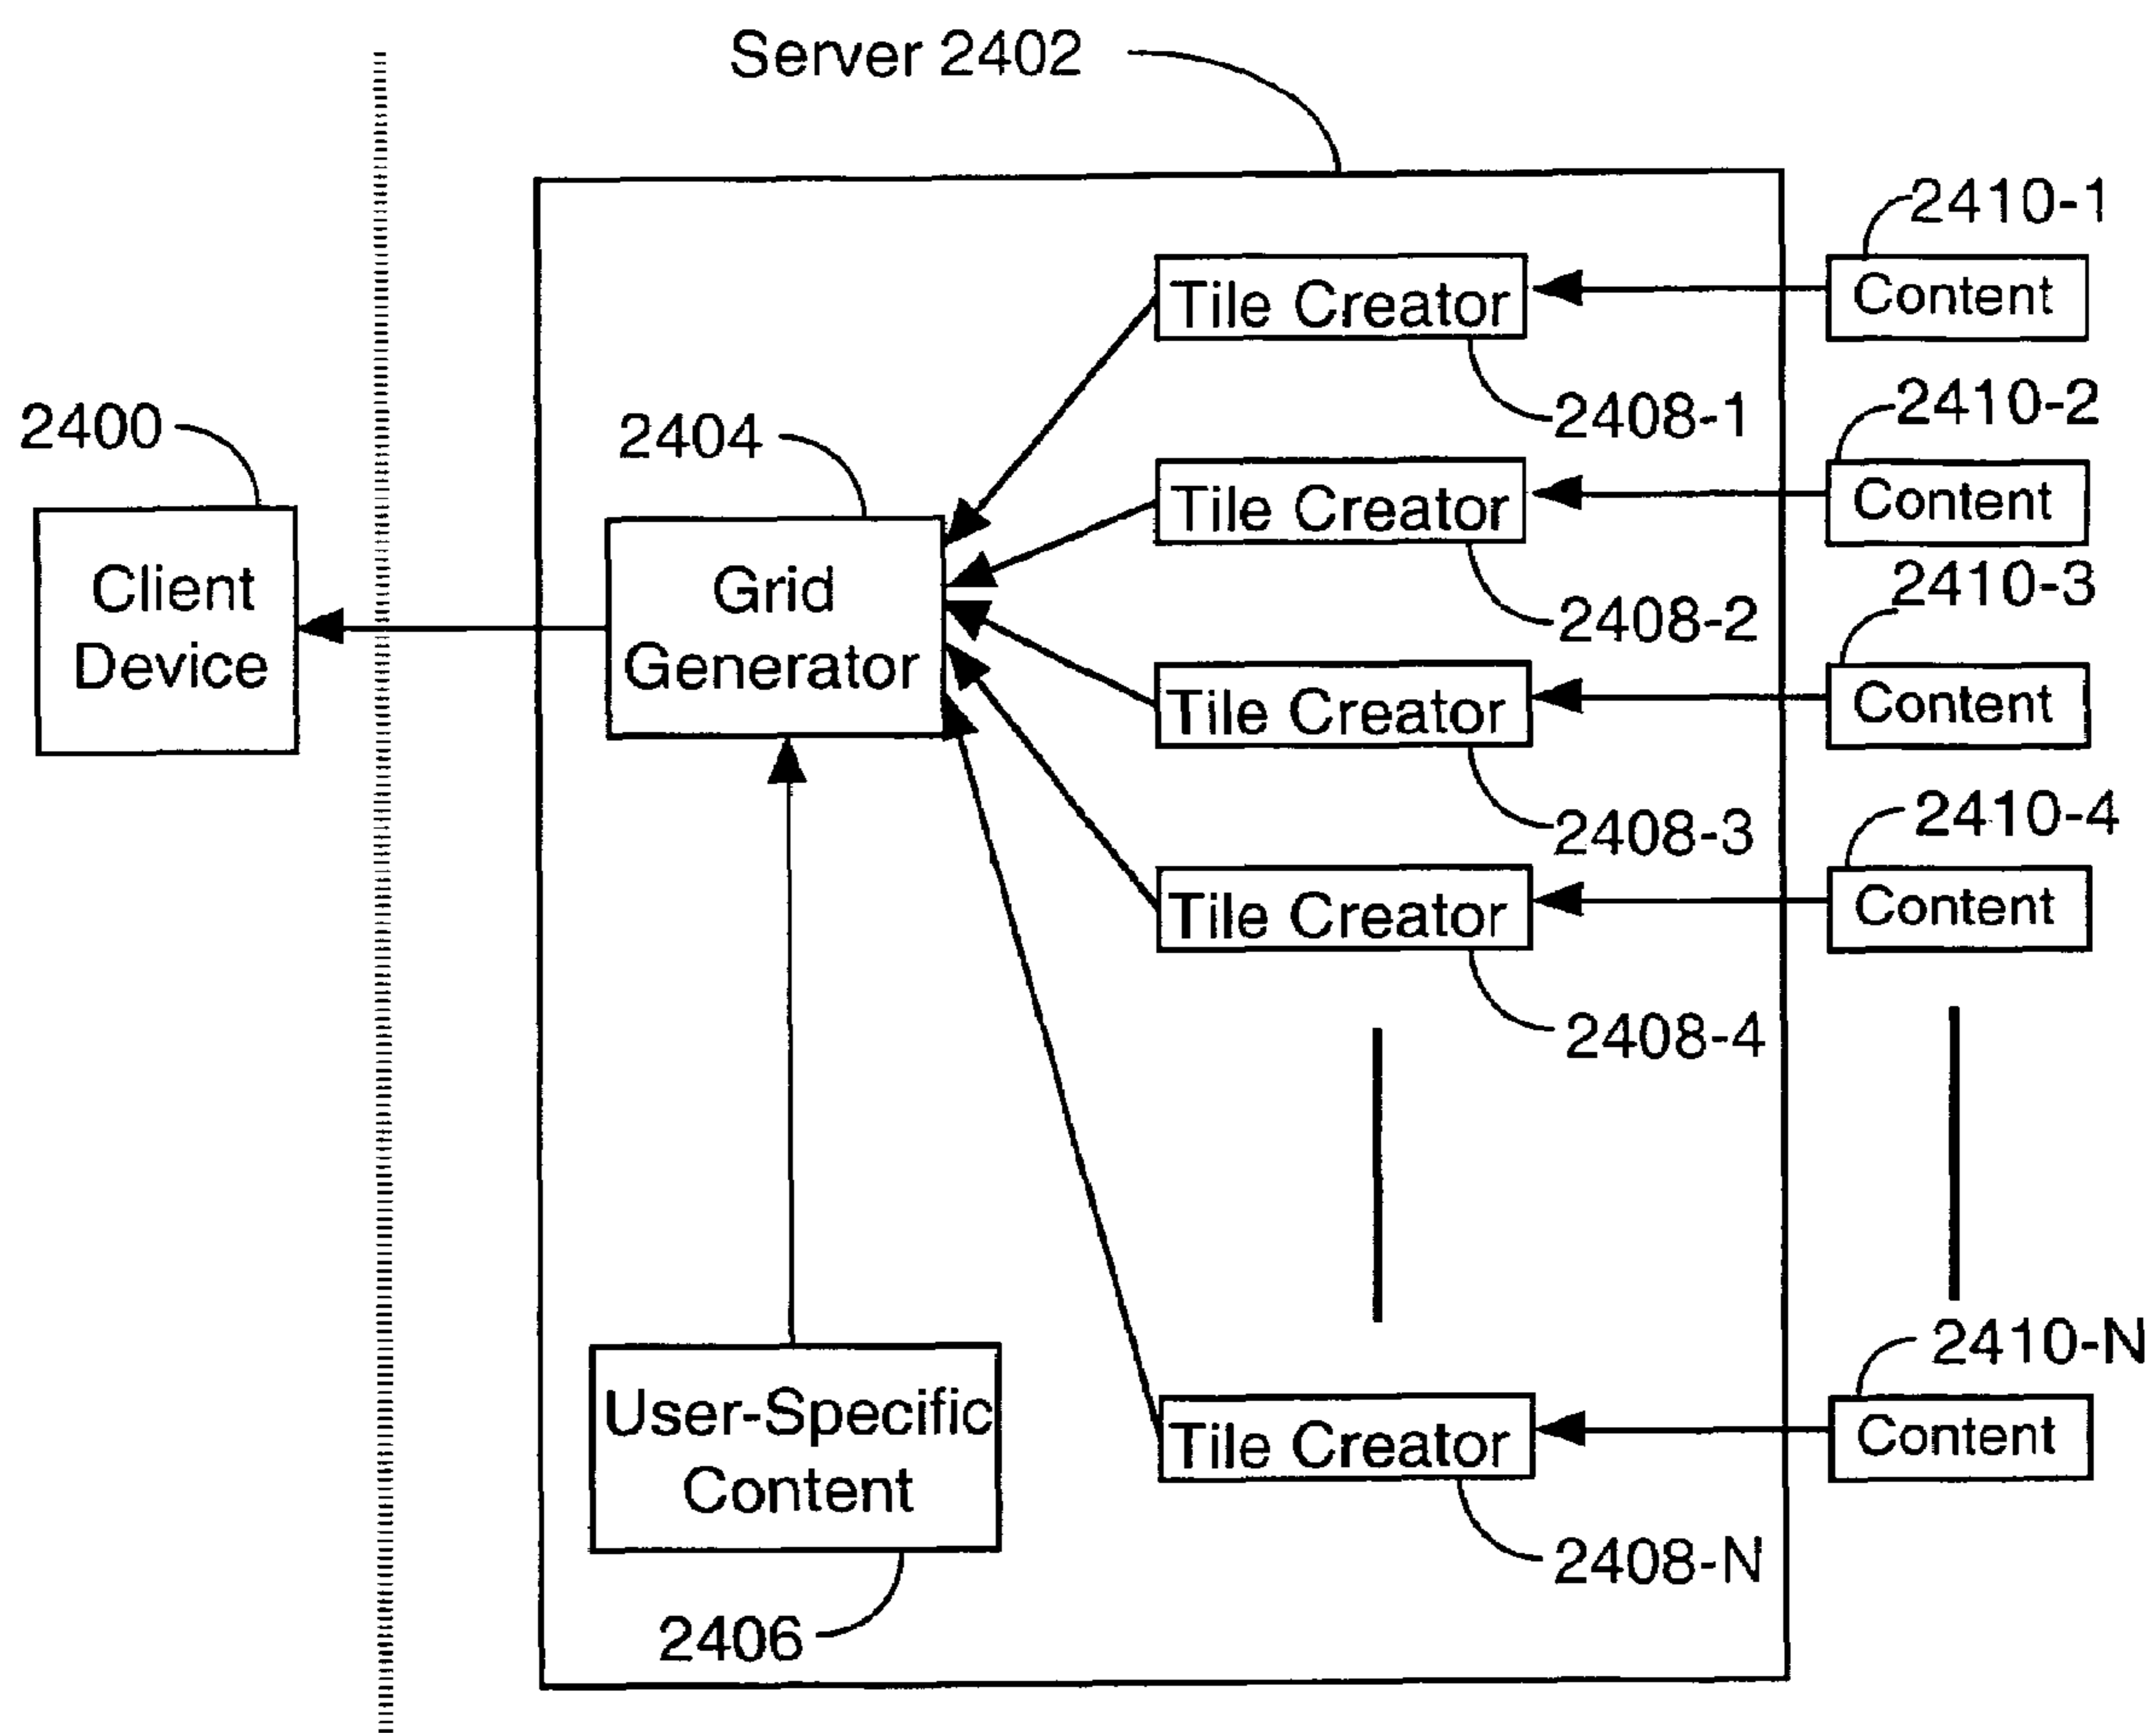 Server 2402
2410-1
Content
Tile Creator
2408-1
2410-2
Content
Tile Creator
2408-2
2400
Client
Device
2404
Grid
Generator
2410-3
Content
Tile Creator
2408-3
2410-4
Content
Tile Creator
2408-4
2410-N
Content
Tile Creator
2408-N
User-Specific
Content
2406